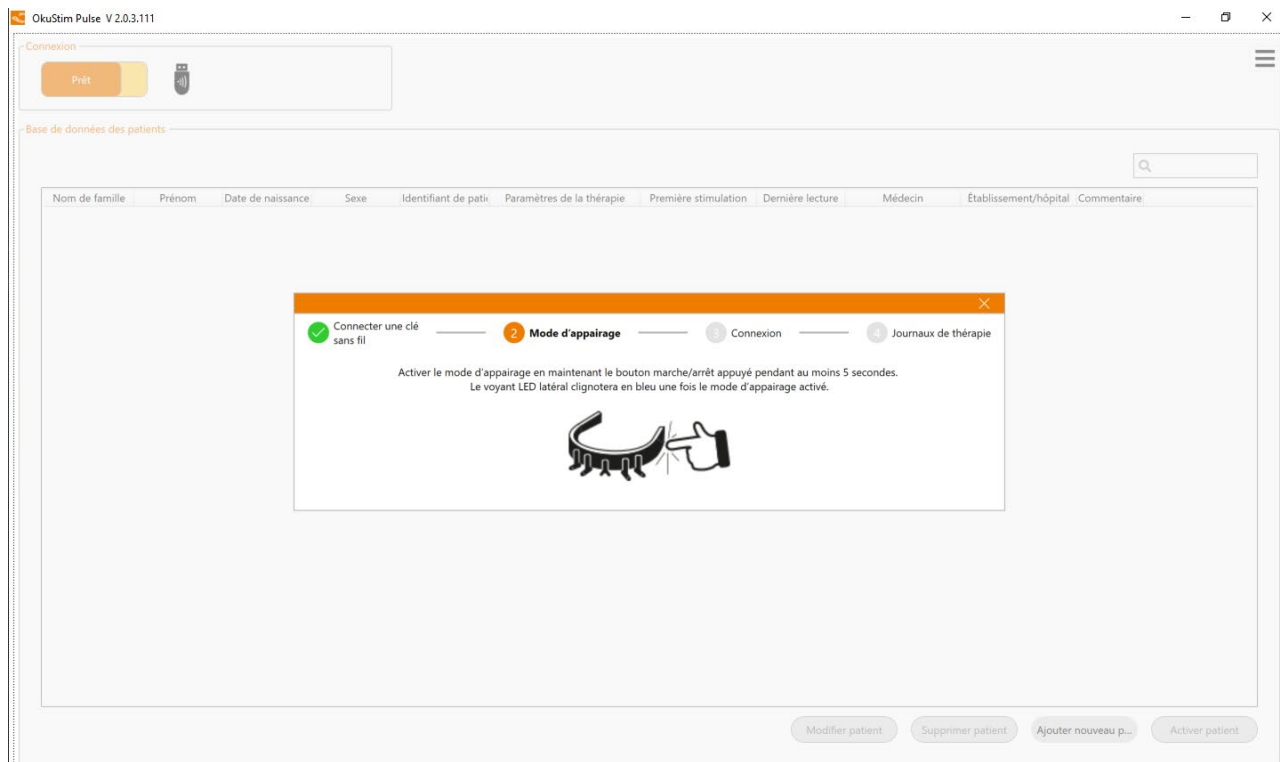 OkuStim Pulse V 2.0.3.111
Connexion
Prêt
Base de données des patients
Nom de famille Prénom Date de naissance Sexe Identifiant de patie Paramètres de la thérapie Première stimulation Dernière lecture Médecin Établissement/hôpital Commentaire
Connecter une clé
sans fil
2 Mode d'appairage
3 Connexion
4 Journaux de thérapie
Activer le mode d'appairage en maintenant le bouton marche/arrêt appuyé pendant au moins 5 secondes.
Le voyant LED latéral clignotera en bleu une fois le mode d'appairage activé.
Modifier patient Supprimer patient Ajouter nouveau p... Activer patient